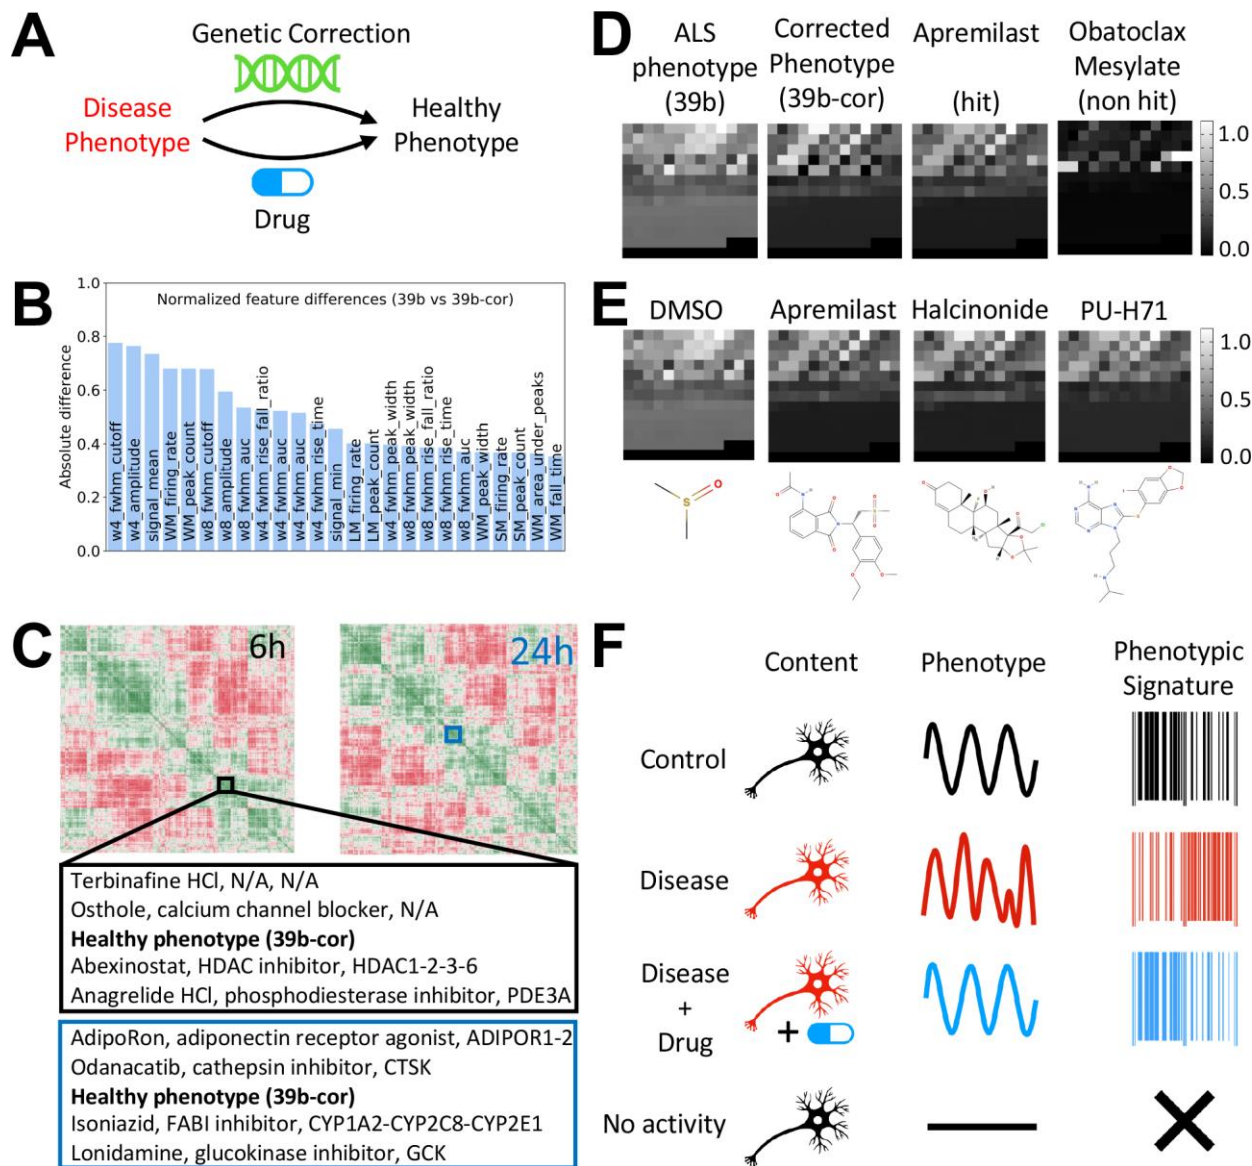 A
Genetic Correction
Disease
Phenotype
Healthy
Phenotype
Drug
B
Normalized feature differences (39b vs 39b-cor)
Absolute difference
1.0
0.8
0.6
0.4
0.2
0.0
w4_fwhm_cutoff
w4_amplitude
signal_mean
WM_firing_rate
WM_peak_count
w8_fwhm_cutoff
w8_amplitude
w8_fwhm_auc
w4_fwhm_rise_fall_ratio
w4_fwhm_auc
w4_fwhm_auc
w4_fwhm_rise_time
signal_min
LM_firing_rate
LM_peak_count
w4_fwhm_peak_width
w8_fwhm_peak_width
w8_fwhm_rise_fall_ratio
w8_fwhm_rise_time
w8_fwhm_auc
WM_peak_width
SM_firing_rate
SM_peak_count
WM_area_under_peaks
WM_fall_time
C
6h
24h
Terbinafine HCl, N/A, N/A
Osthole, calcium channel blocker, N/A
Healthy phenotype (39b-cor)
Abexinostat, HDAC inhibitor, HDAC1-2-3-6
Anagrelide HCl, phosphodiesterase inhibitor, PDE3A
AdipoRon, adiponectin receptor agonist, ADIPOR1-2
Odanacatib, cathepsin inhibitor, CTSK
Healthy phenotype (39b-cor)
Isoniazid, FABI inhibitor, CYP1A2-CYP2C8-CYP2E1
Lonidamine, glucokinase inhibitor, GCK
D
ALS
phenotype
(39b)
Corrected
Phenotype
(39b-cor)
Apremilast
(hit)
Obatoclax
Mesylate
(non hit)
1.0
0.5
0.0
E
DMSO
Apremilast
Halcinonide
PU-H71
1.0
0.5
0.0
F
Content
Phenotype
Phenotypic
Signature
Control
Disease
Disease
+
Drug
+
No activity